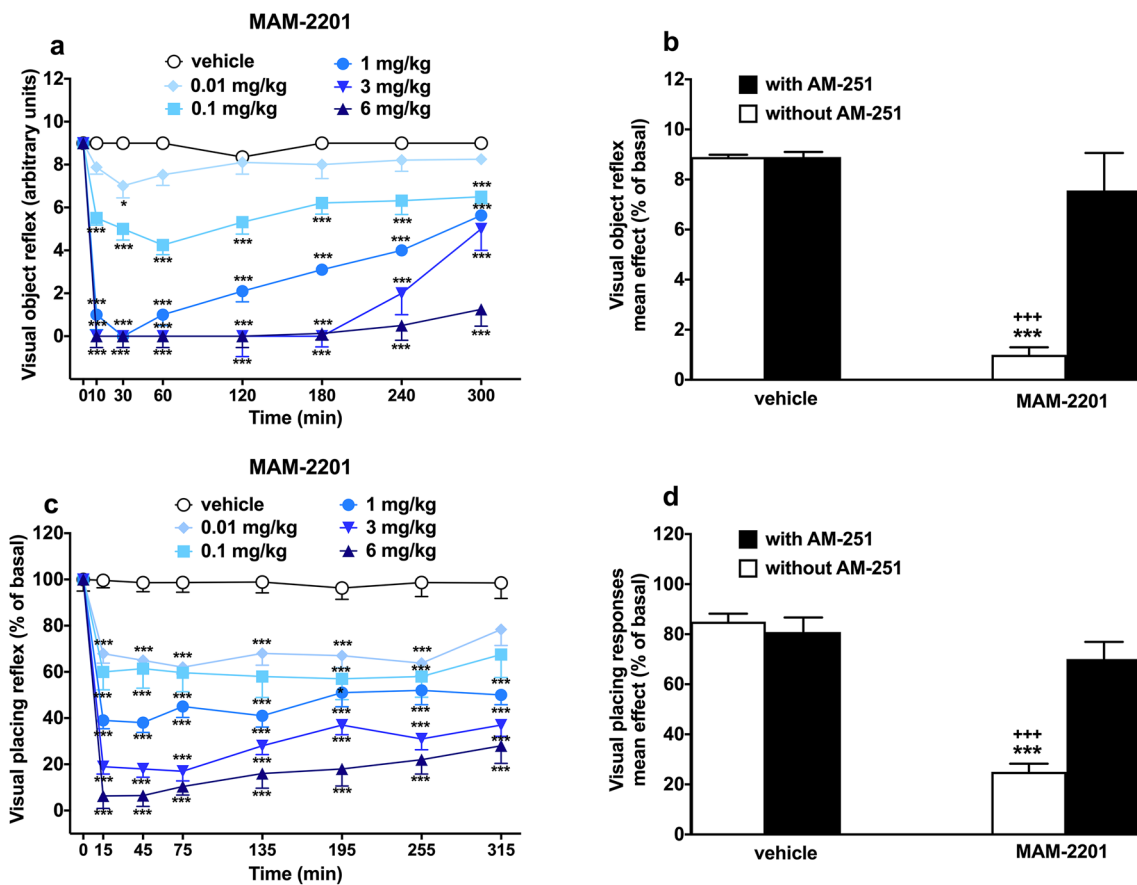 MAM-2201
a
vehicle
0.01 mg/kg
0.1 mg/kg
1 mg/kg
3 mg/kg
6 mg/kg
Visual object reflex (arbitrary units)
12
10
8
6
4
2
0
*
***
0 10 30 60 120 180 240 300
Time (min)
b
with AM-251
without AM-251
Visual object reflex
mean effect (% of basal)
12
10
8
6
4
2
0
+++
***
vehicle MAM-2201
MAM-2201
c
vehicle
0.01 mg/kg
0.1 mg/kg
1 mg/kg
3 mg/kg
6 mg/kg
Visual placing reflex (% of basal)
120
100
80
60
40
20
0
***
*
0 15 45 75 135 195 255 315
Time (min)
d
with AM-251
without AM-251
Visual placing responses
mean effect (% of basal)
120
100
80
60
40
20
0
+++
***
vehicle MAM-2201